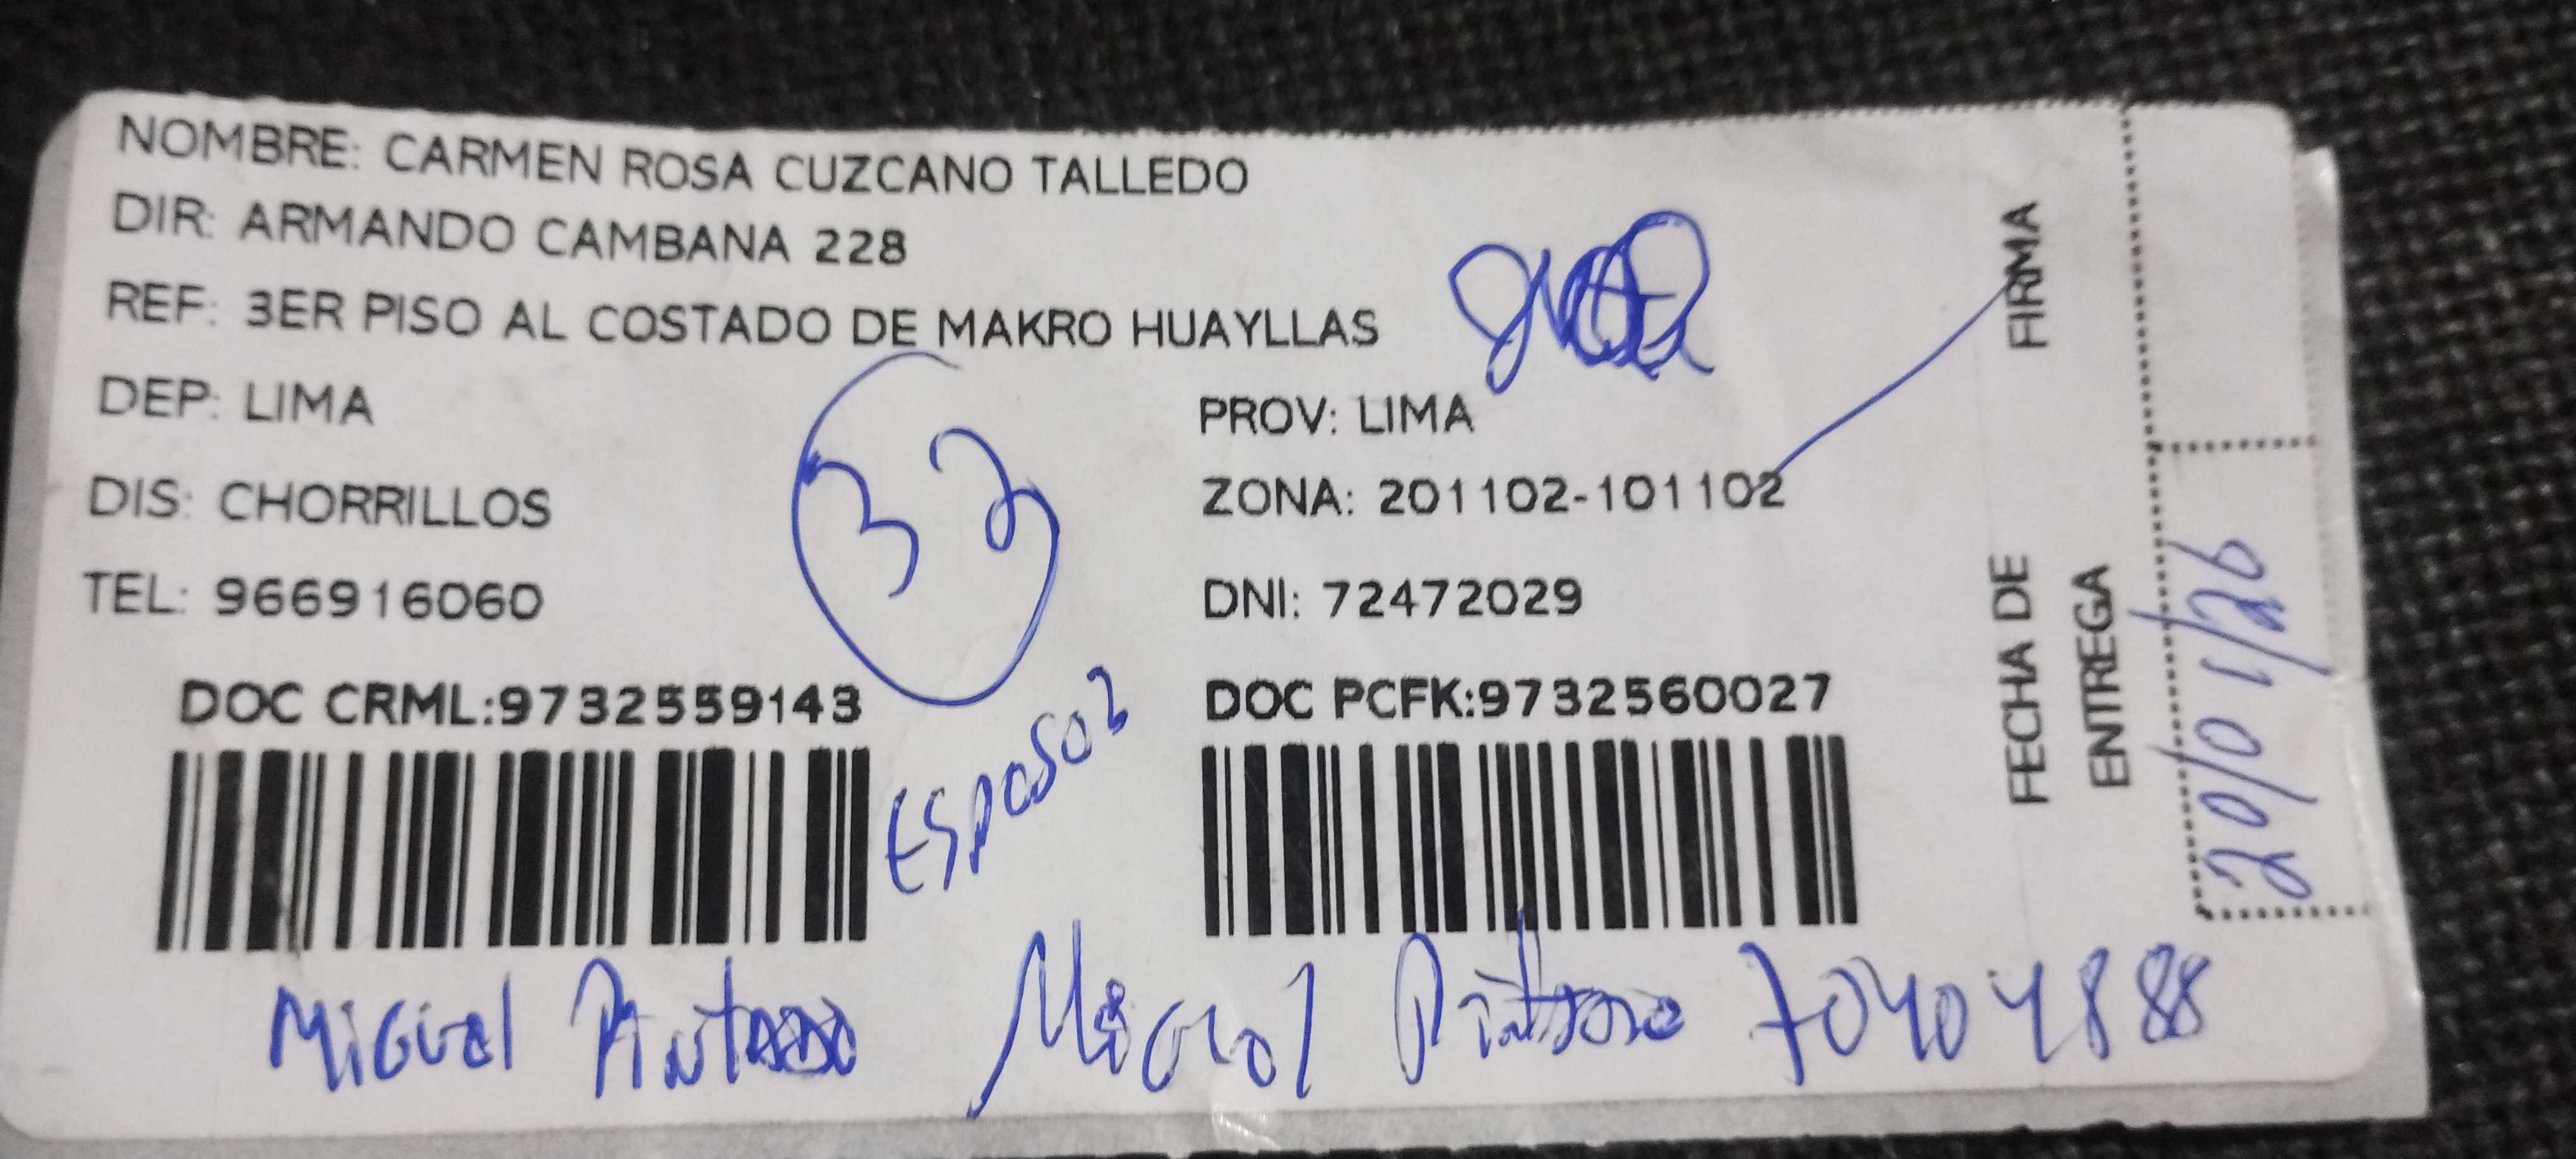 NOMBRE: CARMEN ROSA CUZCANO TALLEDO
DIR: ARMANDO CAMBANA 228
REF: 3ER PISO AL COSTADO DE MAKRO HUAYLLAS
DEP: LIMA
PROV: LIMA
DIS: CHORRILLOS
ZONA: 201102-101102
TEL: 966916060
DNI: 72472029
DOC CRML:9732559143
DOC PCFK:9732560027
FIRMA
FECHA DE
ENTREGA
20/01/26
33
Miguel
Miguel 70404888